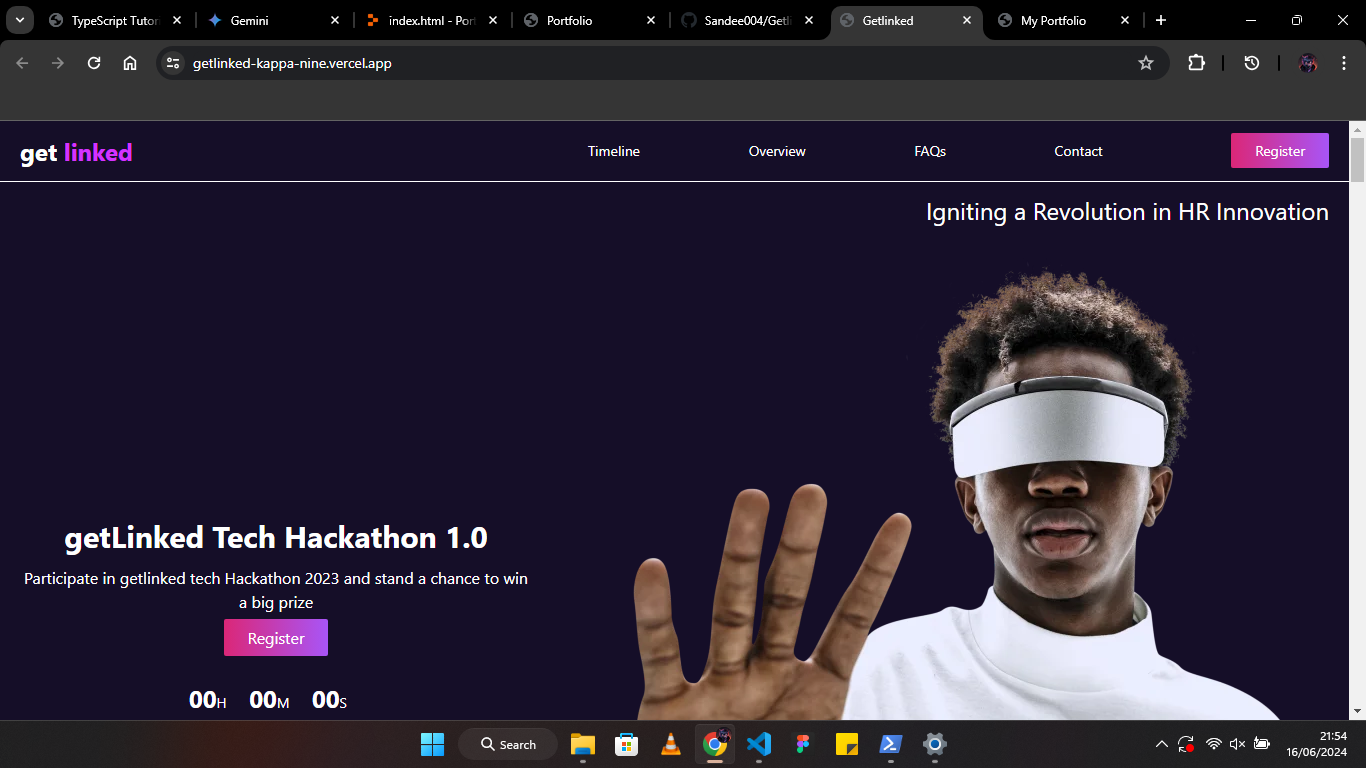 TypeScript Tutori
Gemini
index.html - Port
Portfolio
Sandee004/Getli
Getlinked
My Portfolio
getlinked-kappa-nine.vercel.app
get linked
Timeline
Overview
FAQs
Contact
Register
Igniting a Revolution in HR Innovation
getLinked Tech Hackathon 1.0
Participate in getlinked tech Hackathon 2023 and stand a chance to win
a big prize
Register
00H 00M 00S
Search
21:54
16/06/2024